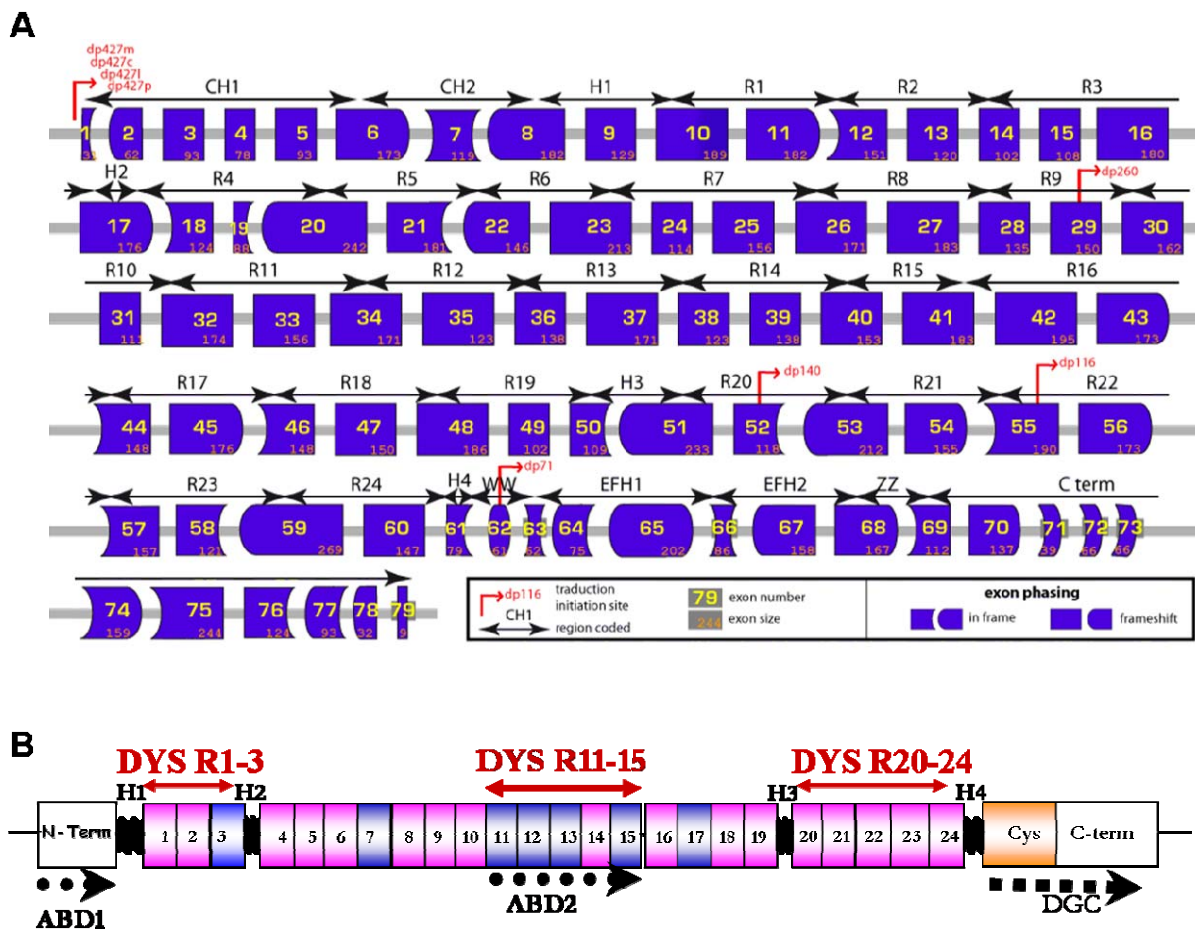 A
dp427m
dp427c
dp427l
dp427p
CH1 CH2 H1 R1 R2 R3
1 2 3 4 5 6 7 8 9 10 11 12 13 14 15 16
31 62 93 78 93 173 119 182 129 189 182 151 120 102 108 180
H2 R4 R5 R6 R7 R8 R9 dp260
17 18 19 20 21 22 23 24 25 26 27 28 29 30
176 124 88 242 181 146 213 114 156 171 183 135 150 162
R10 R11 R12 R13 R14 R15 R16
31 32 33 34 35 36 37 38 39 40 41 42 43
111 174 156 171 123 138 171 123 138 153 183 195 173
R17 R18 R19 H3 R20 dp140 R21 dp116 R22
44 45 46 47 48 49 50 51 52 53 54 55 56
148 176 148 150 186 102 109 233 118 212 155 190 173
R23 R24 H4 WW dp71 EFH1 EFH2 ZZ C term
57 58 59 60 61 62 63 64 65 66 67 68 69 70 71 72 73
157 121 269 147 79 61 62 75 202 86 158 167 112 137 39 66 66
74 75 76 77 78 79
159 244 124 93 32 9
dp116 traduction
initiation site
CH1 region coded
79 exon number
244 exon size
exon phasing
in frame frameshift
B
DYS R1-3 DYS R11-15 DYS R20-24
H1 H2 H3 H4
N-Term 1 2 3 4 5 6 7 8 9 10 11 12 13 14 15 16 17 18 19 20 21 22 23 24 Cys C-term
ABD1 ABD2 DGC